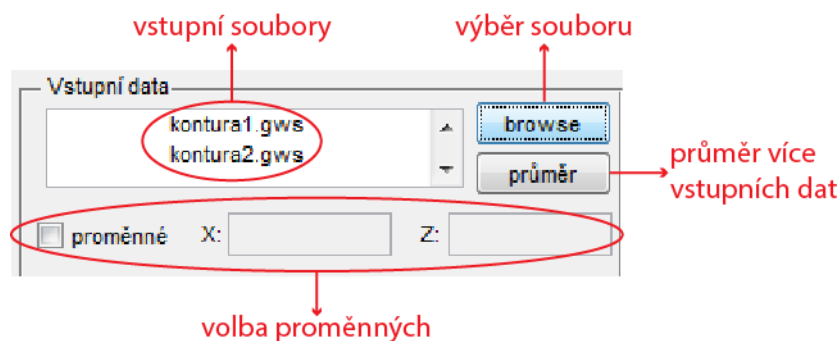 vstupní soubory
výběr souboru
Vstupní data
kontura1.gws
kontura2.gws
browse
průměr
průměr více
vstupních dat
proměnné X: Z:
volba proměnných